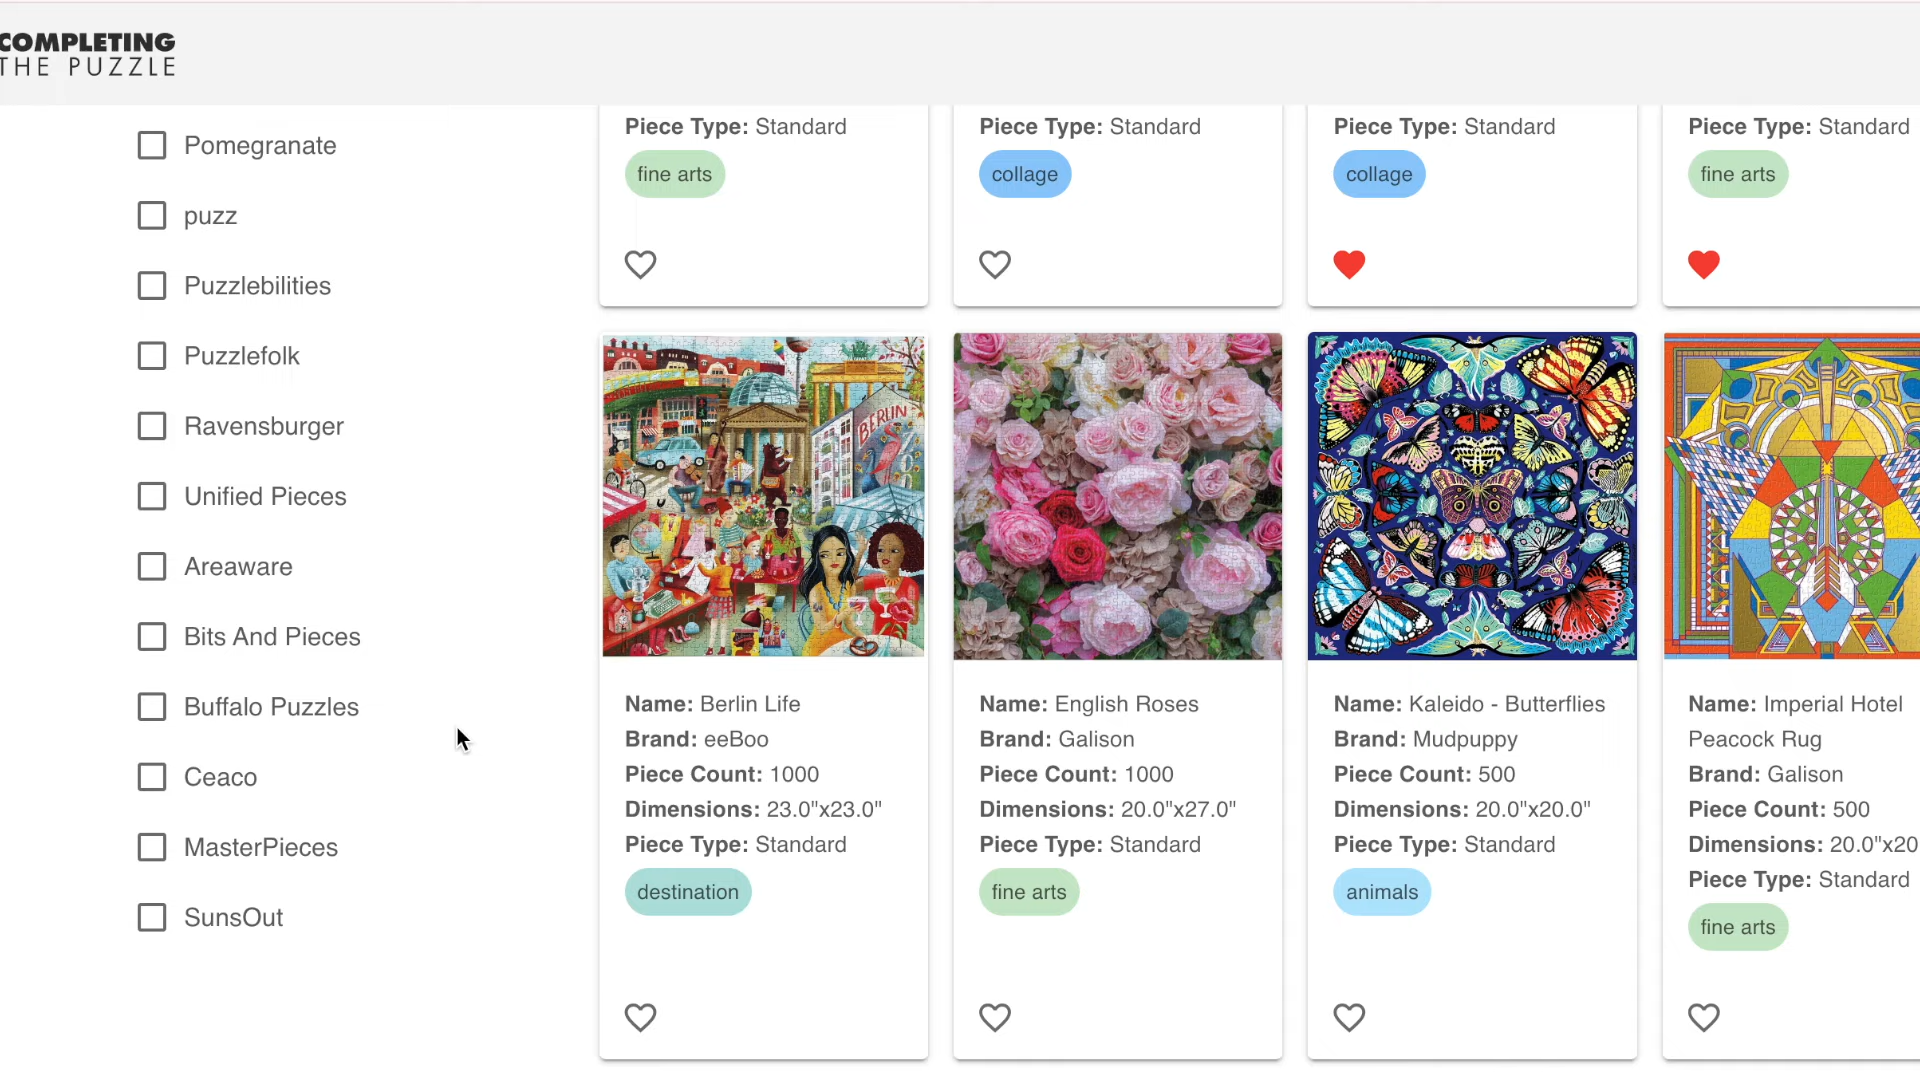 COMPLETING
THE PUZZLE
Pomegranate
puzz
Puzzlebilities
Puzzlefolk
Ravensburger
Unified Pieces
Areaware
Bits And Pieces
Buffalo Puzzles
Ceaco
MasterPieces
SunsOut
Piece Type: Standard
fine arts
Piece Type: Standard
collage
Piece Type: Standard
collage
Piece Type: Standard
fine arts
BERLIN
Name: Berlin Life
Brand: eeBoo
Piece Count: 1000
Dimensions: 23.0"x23.0"
Piece Type: Standard
destination
Name: English Roses
Brand: Galison
Piece Count: 1000
Dimensions: 20.0"x27.0"
Piece Type: Standard
fine arts
Name: Kaleido - Butterflies
Brand: Mudpuppy
Piece Count: 500
Dimensions: 20.0"x20.0"
Piece Type: Standard
animals
Name: Imperial Hotel
Peacock Rug
Brand: Galison
Piece Count: 500
Dimensions: 20.0"x20
Piece Type: Standard
fine arts